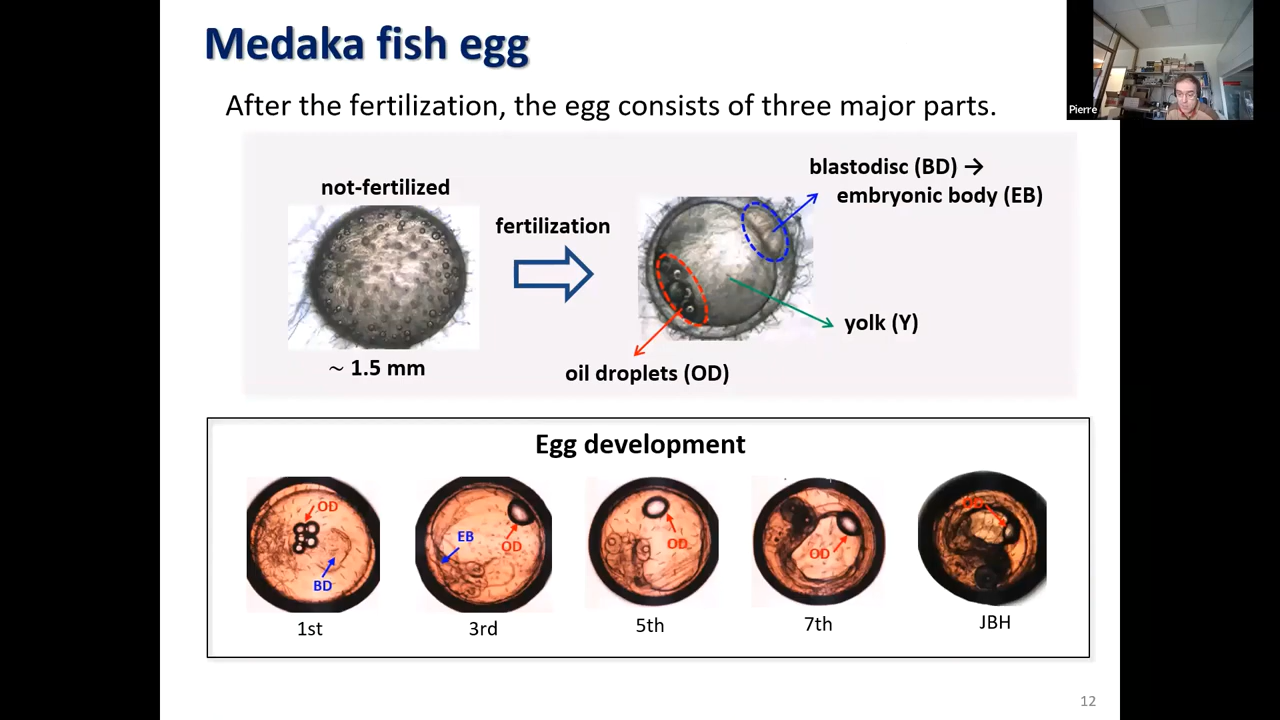 Medaka fish egg
Pierre
After the fertilization, the egg consists of three major parts.
not-fertilized
~ 1.5 mm
fertilization
blastodisc (BD) →
embryonic body (EB)
yolk (Y)
oil droplets (OD)
Egg development
OD
BD
1st
EB
OD
3rd
OD
5th
OD
7th
OD
JBH
12